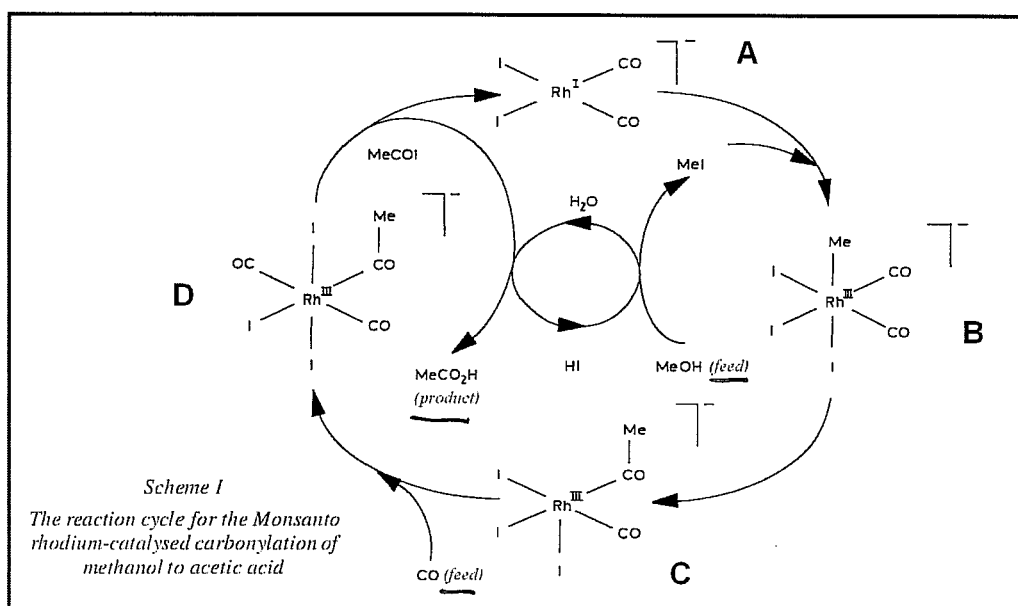 A
I
CO
Rh I
I
CO
−
MeCOI
MeI
H₂O
Me
−
I
CO
Rh III
I
CO
I
B
I
Me
−
OC
CO
Rh III
I
CO
I
D
MeCO₂H
(product)
HI
MeOH (feed)
Me
−
I
CO
Rh III
I
CO
I
C
CO (feed)
Scheme I
The reaction cycle for the Monsanto
rhodium-catalysed carbonylation of
methanol to acetic acid